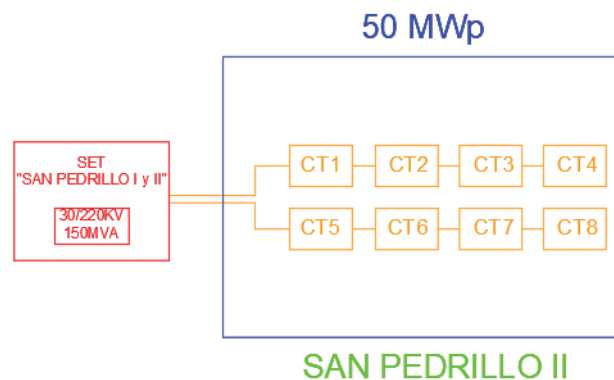 50 MWp
SET
"SAN PEDRILLO I y II"
30/220KV
150MVA
CT1
CT2
CT3
CT4
CT5
CT6
CT7
CT8
SAN PEDRILLO II